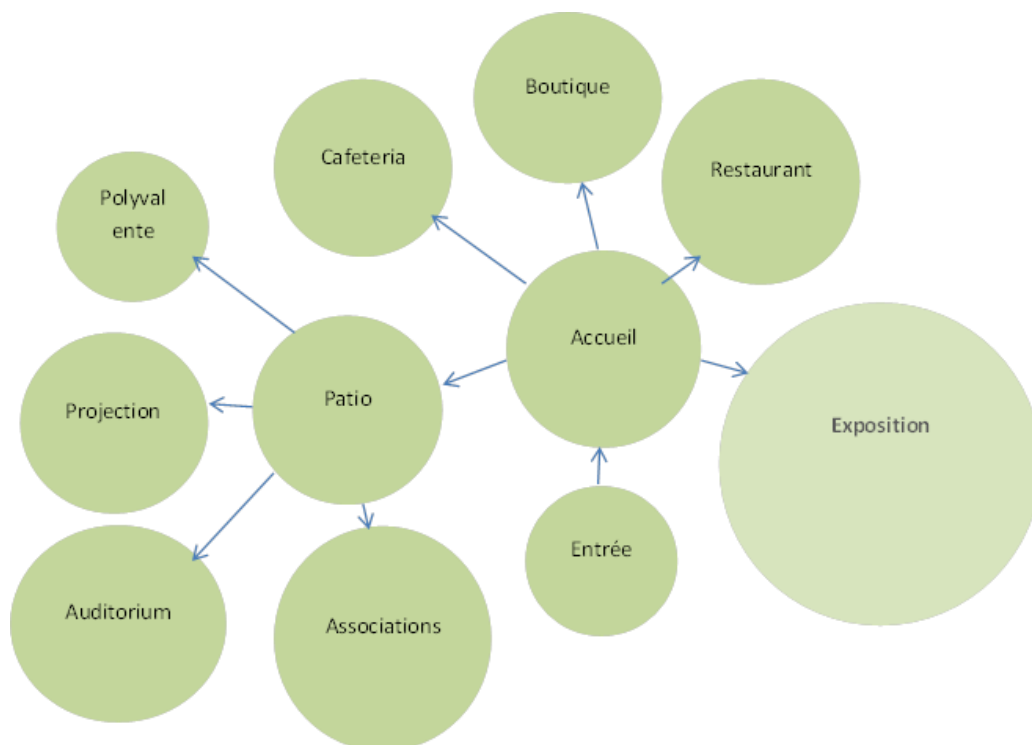 Boutique
Cafeteria
Restaurant
Polyval
ente
Accueil
Patio
Projection
Exposition
Entrée
Auditorium
Associations